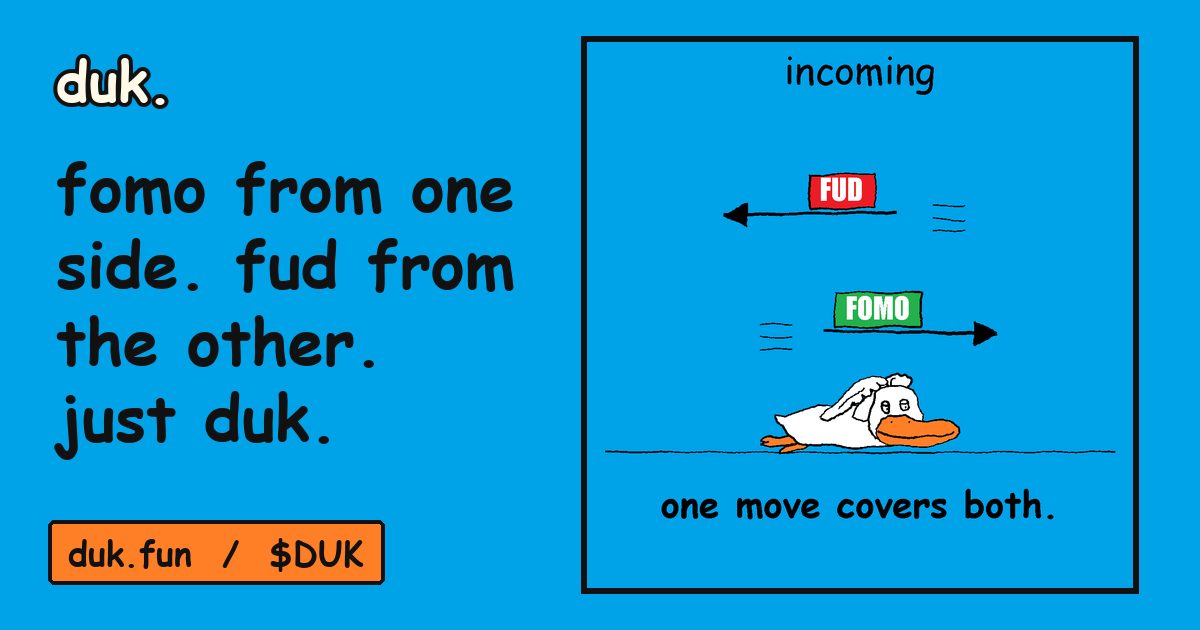 duk.
fomo from one
side. fud from
the other.
just duk.
duk.fun / $DUK
incoming
FUD
FOMO
one move covers both.